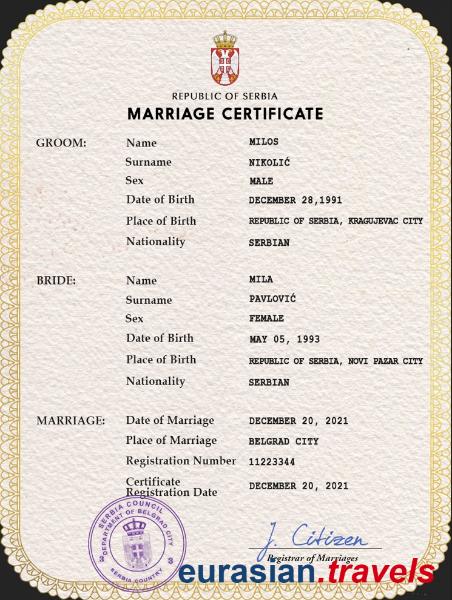 REPUBLIC OF SERBIA
MARRIAGE CERTIFICATE
GROOM: Name MILOS
Surname NIKOLIĆ
Sex MALE
Date of Birth DECEMBER 28,1991
Place of Birth REPUBLIC OF SERBIA, KRAGUJEVAC CITY
Nationality SERBIAN
BRIDE: Name MILA
Surname PAVLOVIĆ
Sex FEMALE
Date of Birth MAY 05, 1993
Place of Birth REPUBLIC OF SERBIA, NOVI PAZAR CITY
Nationality SERBIAN
MARRIAGE: Date of Marriage DECEMBER 20, 2021
Place of Marriage BELGRAD CITY
Registration Number 11223344
Certificate
Registration Date DECEMBER 20, 2021
SERBIA COUNCIL
DEPARTMENT OF BELGRAD CITY
3 3
SERBIA COUNTRY
J. Citizen
Registrar of Marriages
eurasian.travels